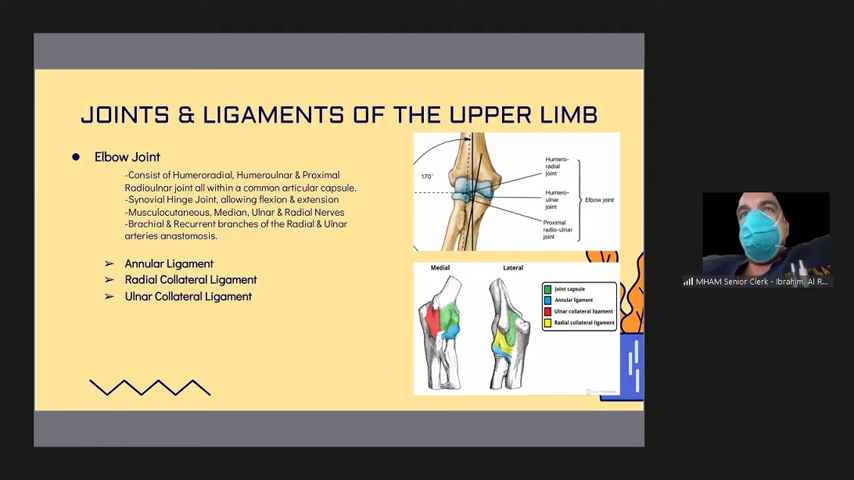 JOINTS & LIGAMENTS OF THE UPPER LIMB
Elbow Joint
-Consist of Humeroradial, Humeroulnar & Proximal
Radioulnar joint all within a common articular capsule.
-Synovial Hinge Joint, allowing flexion & extension
-Musculocutaneous, Median, Ulnar & Radial Nerves
-Brachial & Recurrent branches of the Radial & Ulnar
arteries anastomosis.
Annular Ligament
Radial Collateral Ligament
Ulnar Collateral Ligament
170°
Humero-
radial
joint
Humero-
ulnar
joint
Proximal
radio-ulnar
joint
Elbow joint
Medial
Lateral
Joint capsule
Annular ligament
Ulnar collateral ligament
Radial collateral ligament
MHAM Senior Clerk - Ibrahim, Al R...